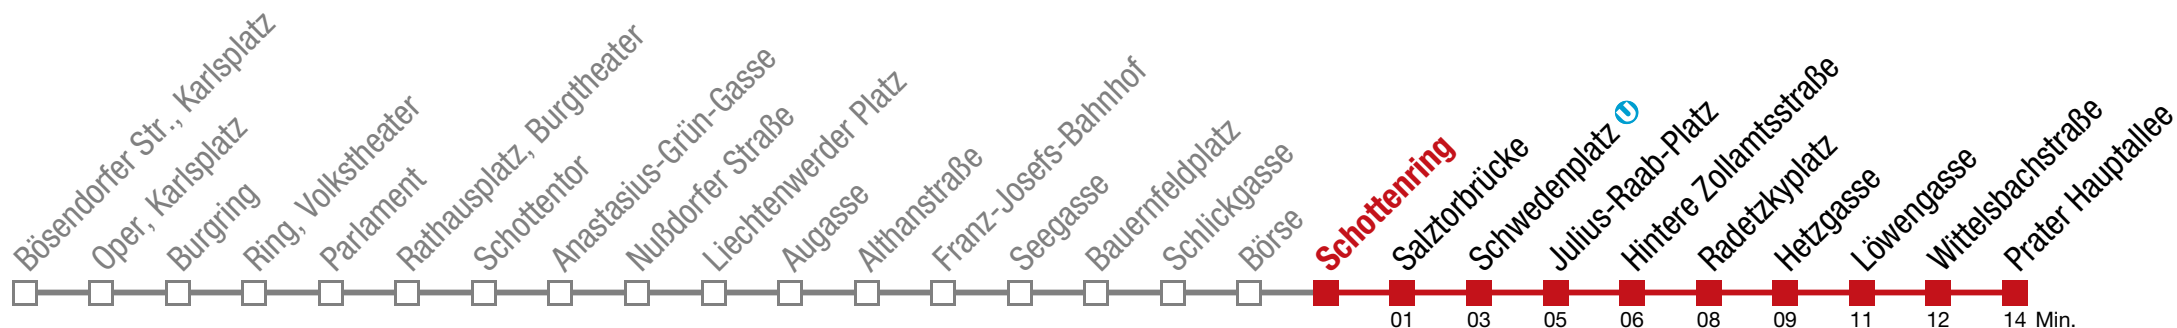 Bösendorfer Str., Karlsplatz
Oper, Karlsplatz
Burgring
Ring, Volkstheater
Parlament
Rathausplatz, Burgtheater
Schottentor
Anastasius-Grün-Gasse
Nußdorfer Straße
Liechtenwerder Platz
Augasse
Althanstraße
Franz-Josefs-Bahnhof
Seegasse
Bauernfeldplatz
Schlickgasse
Börse
Schottenring
Salztorbrücke
Schwedenplatz U
Julius-Raab-Platz
Hintere Zollamtsstraße
Radetzkyplatz
Hetzgasse
Löwengasse
Wittelsbachstraße
Prater Hauptallee
01 03 05 06 08 09 11 12 14 Min.